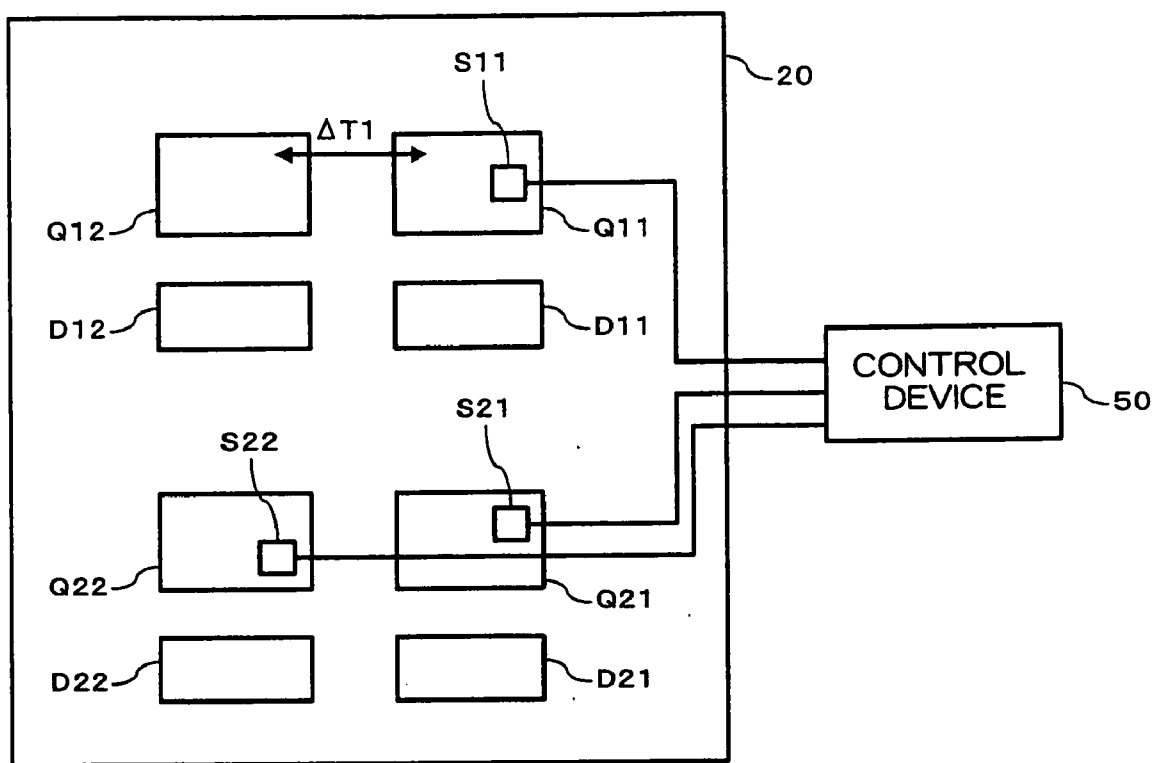 S11
20
ΔT1
Q12
Q11
D12
D11
CONTROL
DEVICE
50
S22
S21
Q22
Q21
D22
D21